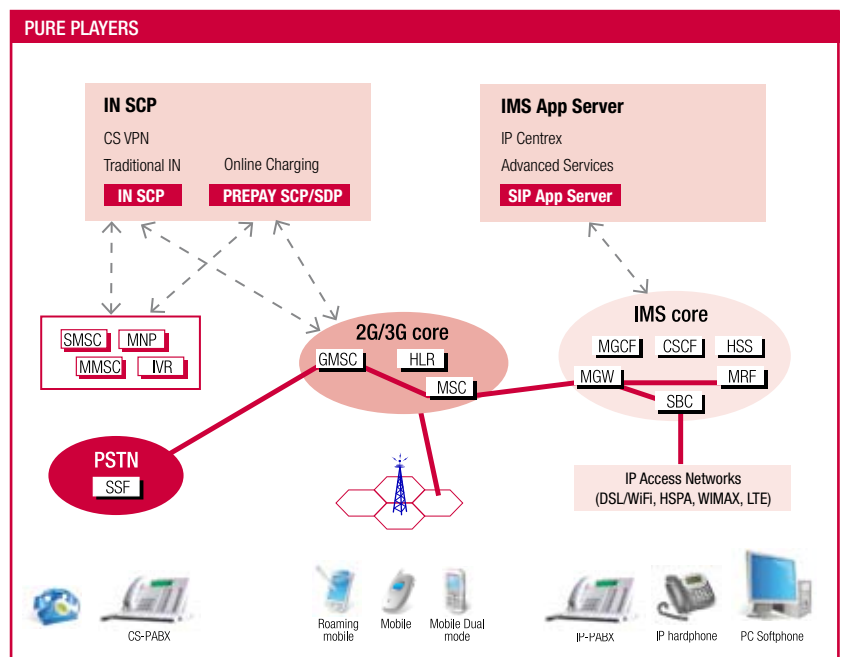 PURE PLAYERS
IN SCP
CS VPN
Traditional IN
Online Charging
IN SCP
PREPAY SCP/SDP
IMS App Server
IP Centrex
Advanced Services
SIP App Server
SMSC
MNP
MMSC
IVR
2G/3G core
GMSC
HLR
MSC
IMS core
MGCF
CSCF
HSS
MGW
MRF
SBC
PSTN
SSF
IP Access Networks
(DSL/WiFi, HSPA, WIMAX, LTE)
CS-PABX
Roaming
mobile
Mobile
Mobile Dual
mode
IP-PABX
IP hardphone
PC Softphone